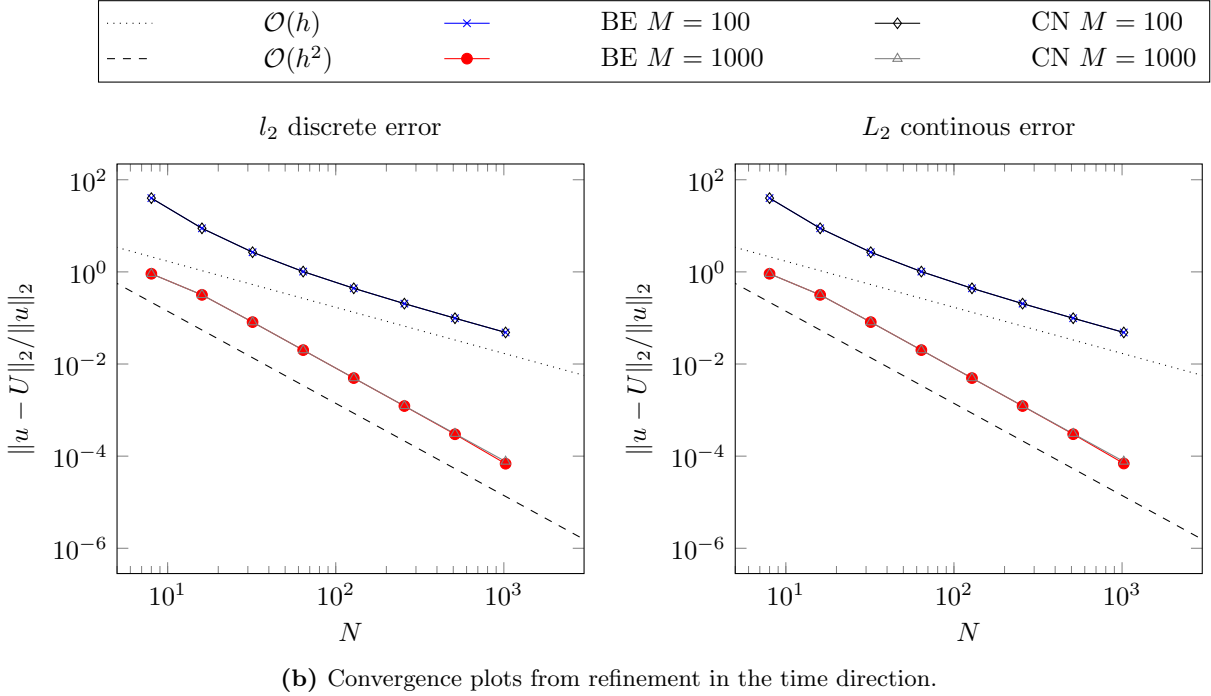 O(h) BE M = 100 CN M = 100
O(h²) BE M = 1000 CN M = 1000
l₂ discrete error
10²
10⁰
10⁻²
10⁻⁴
10⁻⁶
∥u − U∥₂/∥u∥₂
10¹ 10² 10³
N
L₂ continous error
10²
10⁰
10⁻²
10⁻⁴
10⁻⁶
∥u − U∥₂/∥u∥₂
10¹ 10² 10³
N
(b) Convergence plots from refinement in the time direction.